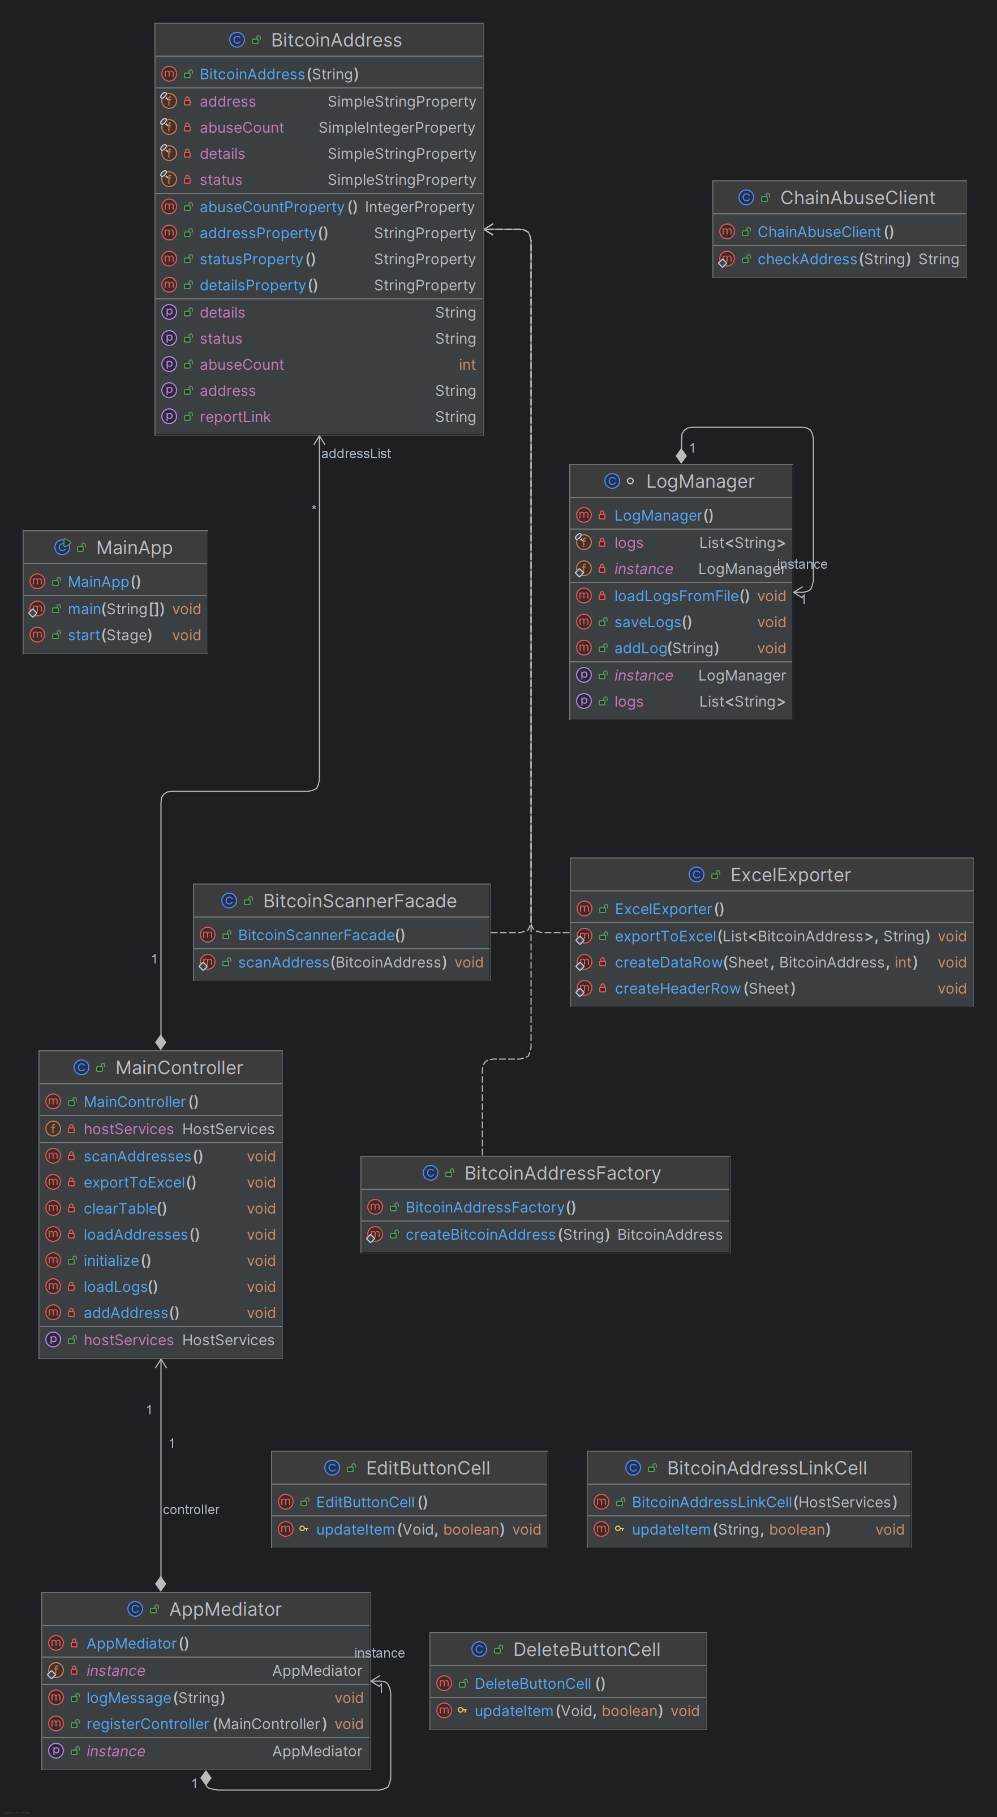 BitcoinAddress
BitcoinAddress(String)
address SimpleStringProperty
abuseCount SimpleIntegerProperty
details SimpleStringProperty
status SimpleStringProperty
abuseCountProperty() IntegerProperty
addressProperty() StringProperty
statusProperty() StringProperty
detailsProperty() StringProperty
details String
status String
abuseCount int
address String
reportLink String
ChainAbuseClient
ChainAbuseClient()
checkAddress(String) String
addressList
*
1
LogManager
LogManager()
logs List<String>
instance LogManager
instance
loadLogsFromFile() void
1
saveLogs() void
addLog(String) void
instance LogManager
logs List<String>
MainApp
MainApp()
main(String[]) void
start(Stage) void
BitcoinScannerFacade
BitcoinScannerFacade()
scanAddress(BitcoinAddress) void
ExcelExporter
ExcelExporter()
exportToExcel(List<BitcoinAddress>, String) void
createDataRow(Sheet, BitcoinAddress, int) void
createHeaderRow(Sheet) void
1
MainController
MainController()
hostServices HostServices
scanAddresses() void
exportToExcel() void
clearTable() void
loadAddresses() void
initialize() void
loadLogs() void
addAddress() void
hostServices HostServices
BitcoinAddressFactory
BitcoinAddressFactory()
createBitcoinAddress(String) BitcoinAddress
1
1
controller
EditButtonCell
EditButtonCell()
updateItem(Void, boolean) void
BitcoinAddressLinkCell
BitcoinAddressLinkCell(HostServices)
updateItem(String, boolean) void
AppMediator
AppMediator()
instance
instance AppMediator
1
logMessage(String) void
registerController(MainController) void
instance AppMediator
1
DeleteButtonCell
DeleteButtonCell()
updateItem(Void, boolean) void